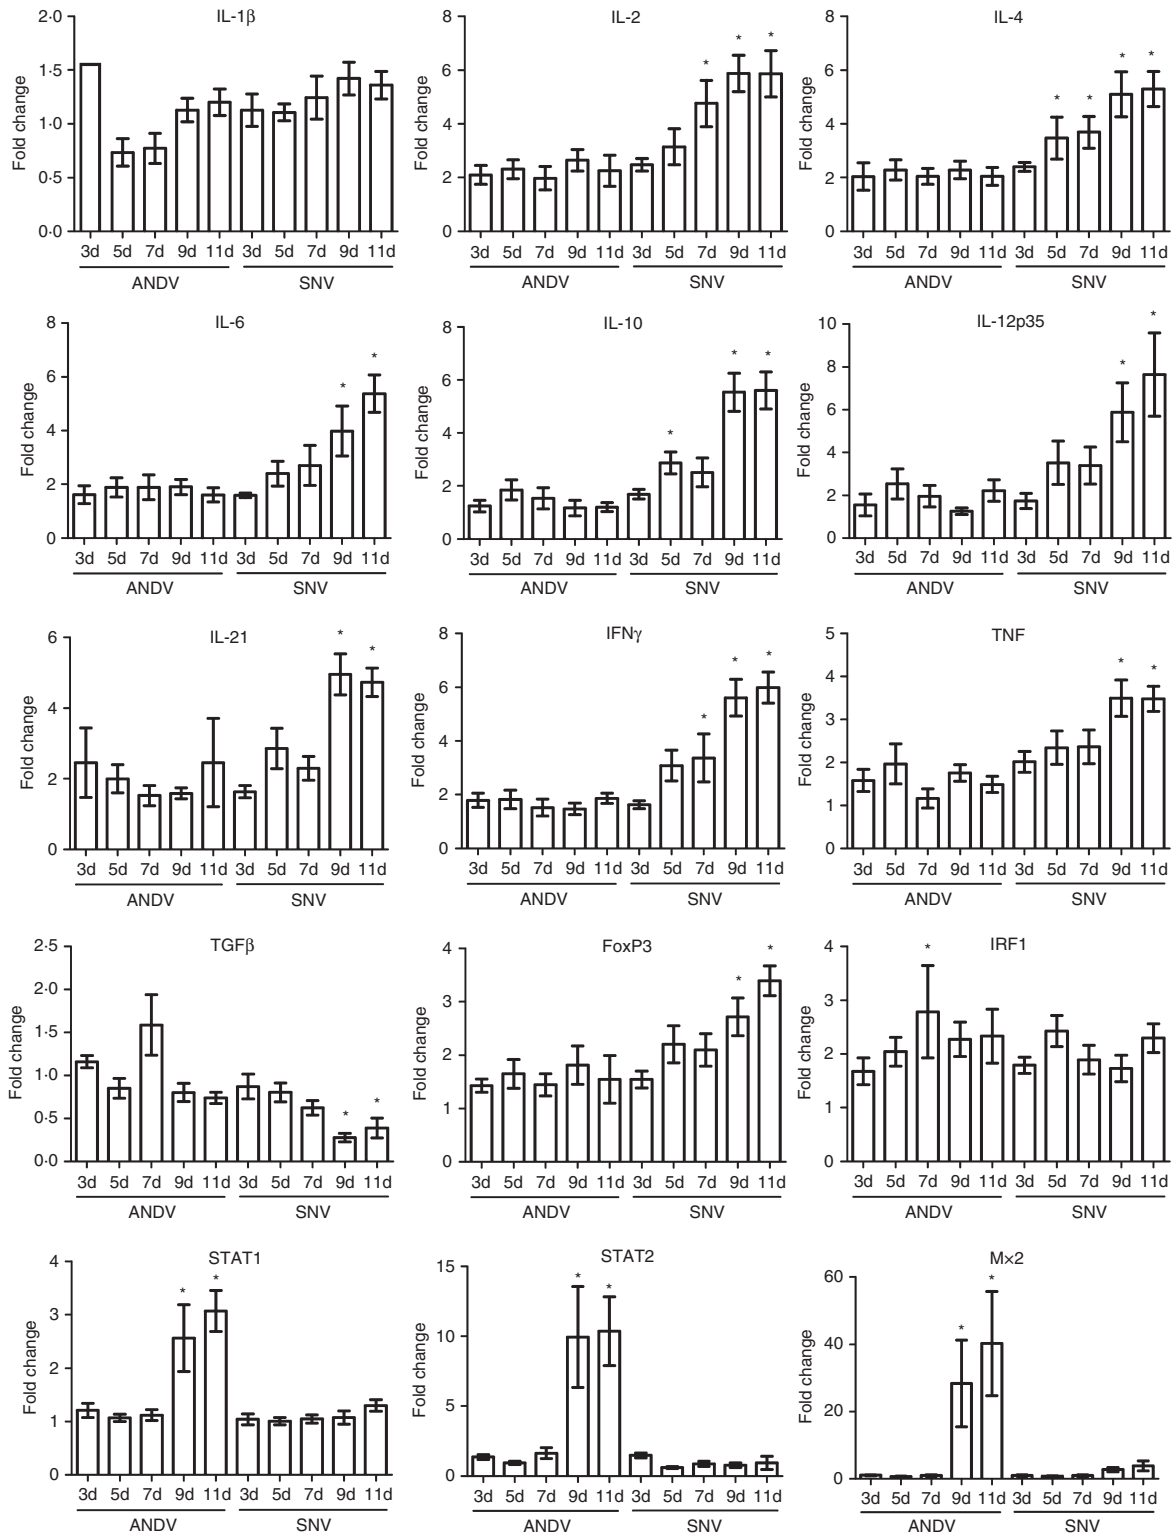 IL-1β
Fold change
2·0
1·5
1·0
0·5
0·0
3d 5d 7d 9d 11d 3d 5d 7d 9d 11d
ANDV SNV
IL-2
Fold change
8
6
4
2
0
* * *
3d 5d 7d 9d 11d 3d 5d 7d 9d 11d
ANDV SNV
IL-4
Fold change
8
6
4
2
0
* * * *
3d 5d 7d 9d 11d 3d 5d 7d 9d 11d
ANDV SNV
IL-6
Fold change
8
6
4
2
0
* *
3d 5d 7d 9d 11d 3d 5d 7d 9d 11d
ANDV SNV
IL-10
Fold change
8
6
4
2
0
* * *
3d 5d 7d 9d 11d 3d 5d 7d 9d 11d
ANDV SNV
IL-12p35
Fold change
10
8
6
4
2
0
* *
3d 5d 7d 9d 11d 3d 5d 7d 9d 11d
ANDV SNV
IL-21
Fold change
6
4
2
0
* *
3d 5d 7d 9d 11d 3d 5d 7d 9d 11d
ANDV SNV
IFNγ
Fold change
8
6
4
2
0
* * *
3d 5d 7d 9d 11d 3d 5d 7d 9d 11d
ANDV SNV
TNF
Fold change
5
4
3
2
1
0
* *
3d 5d 7d 9d 11d 3d 5d 7d 9d 11d
ANDV SNV
TGFβ
Fold change
2·5
2·0
1·5
1·0
0·5
0·0
* *
3d 5d 7d 9d 11d 3d 5d 7d 9d 11d
ANDV SNV
FoxP3
Fold change
4
3
2
1
0
* *
3d 5d 7d 9d 11d 3d 5d 7d 9d 11d
ANDV SNV
IRF1
Fold change
4
3
2
1
0
*
3d 5d 7d 9d 11d 3d 5d 7d 9d 11d
ANDV SNV
STAT1
Fold change
4
3
2
1
0
* *
3d 5d 7d 9d 11d 3d 5d 7d 9d 11d
ANDV SNV
STAT2
Fold change
15
10
5
0
* *
3d 5d 7d 9d 11d 3d 5d 7d 9d 11d
ANDV SNV
M×2
Fold change
60
40
20
0
* *
3d 5d 7d 9d 11d 3d 5d 7d 9d 11d
ANDV SNV